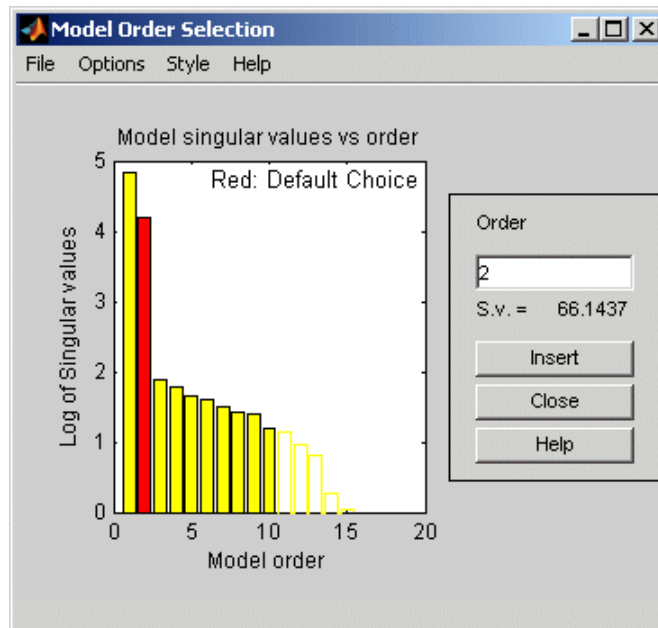 Model Order Selection
File Options Style Help
Model singular values vs order
Red: Default Choice
5
4
3
2
1
0
Log of Singular values
0 5 10 15 20
Model order
Order
2
S.v. = 66.1437
Insert
Close
Help